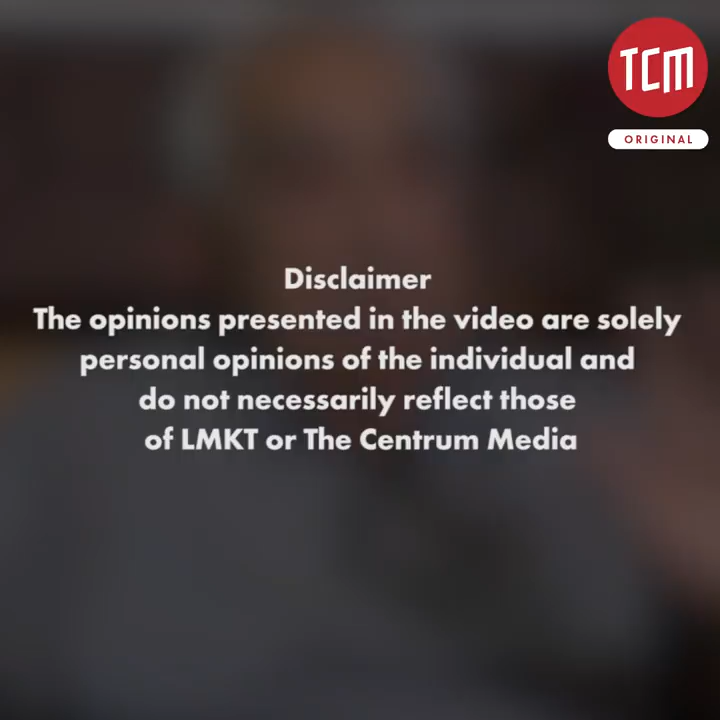 TCM
ORIGINAL
Disclaimer
The opinions presented in the video are solely
personal opinions of the individual and
do not necessarily reflect those
of LMKT or The Centrum Media